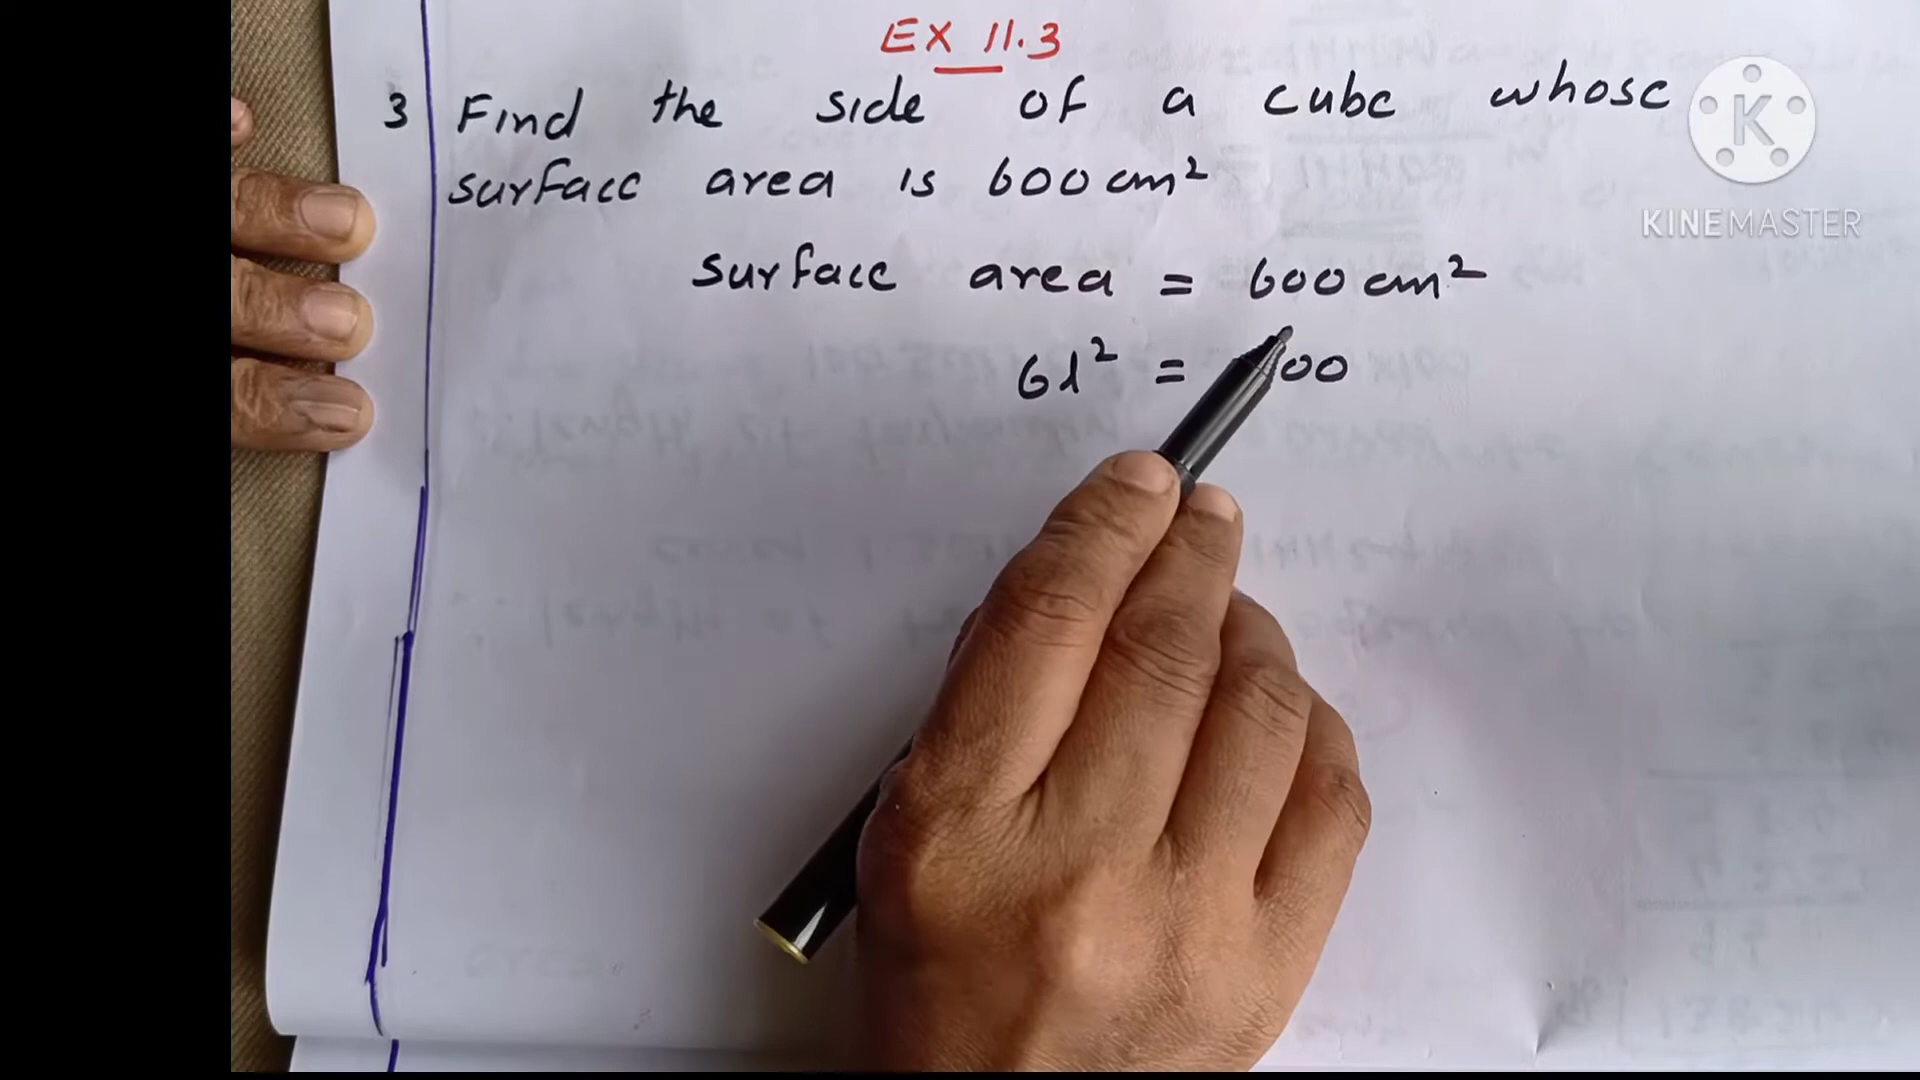 EX 11.3
3 Find the side of a cube whose
surface area is 600 cm²
surface area = 600 cm²
6l² = 00
KINEMASTER